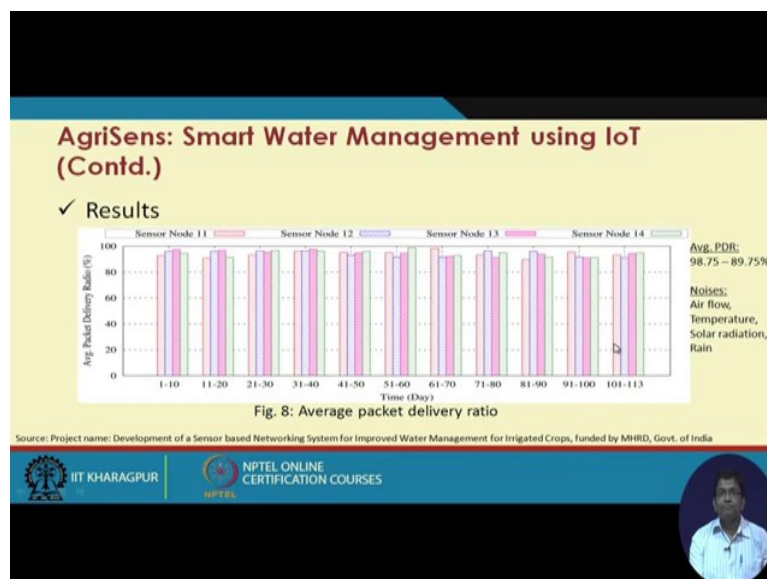 AgriSens: Smart Water Management using IoT
(Contd.)
✓ Results
Sensor Node 11 Sensor Node 12 Sensor Node 13 Sensor Node 14
Avg. Packet Delivery Ratio (%)
100
80
60
40
20
0
1-10 11-20 21-30 31-40 41-50 51-60 61-70 71-80 81-90 91-100 101-113
Time (Day)
Fig. 8: Average packet delivery ratio
Avg. PDR:
98.75 – 89.75%
Noises:
Air flow,
Temperature,
Solar radiation,
Rain
Source: Project name: Development of a Sensor based Networking System for Improved Water Management for Irrigated Crops, funded by MHRD, Govt. of India
IIT KHARAGPUR
NPTEL
NPTEL ONLINE
CERTIFICATION COURSES